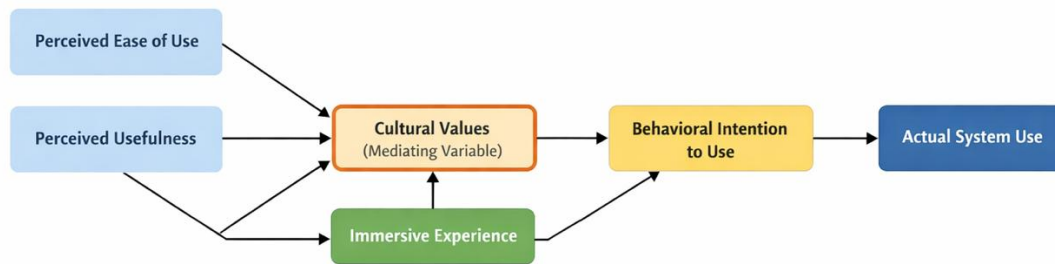 Perceived Ease of Use
Perceived Usefulness
Cultural Values
(Mediating Variable)
Immersive Experience
Behavioral Intention
to Use
Actual System Use